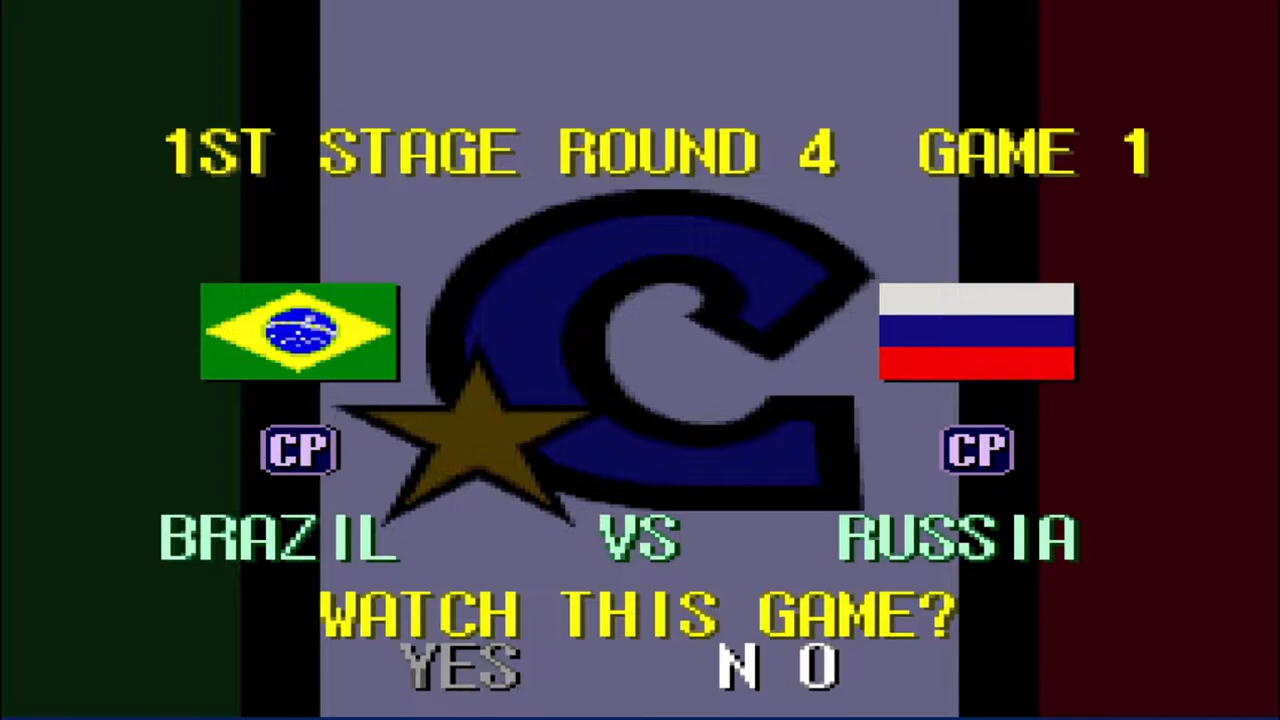 1ST STAGE ROUND 4 GAME 1
C
CP CP
BRAZIL VS RUSSIA
WATCH THIS GAME?
YES NO